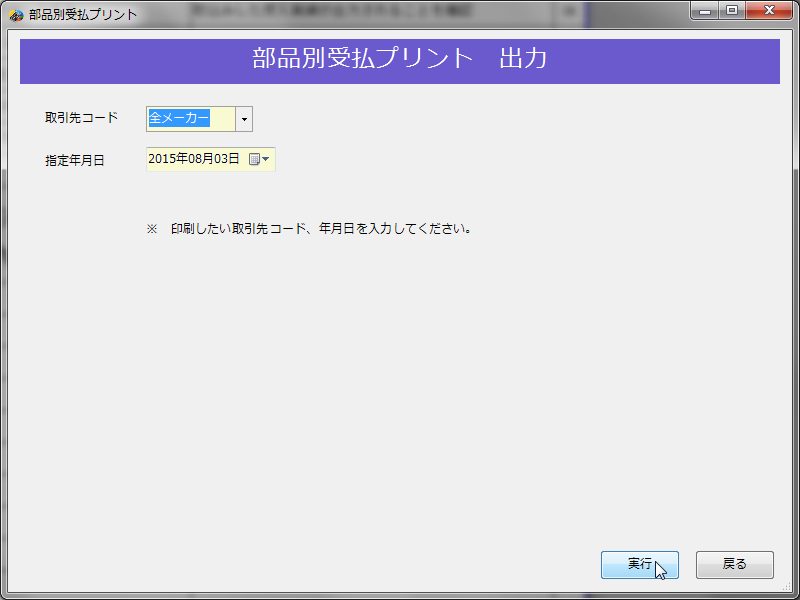 部品別受払プリント
部品別受払プリント　出力
取引先コード 全メーカー
指定年月日 2015年08月03日
※　印刷したい取引先コード、年月日を入力してください。
実行 戻る